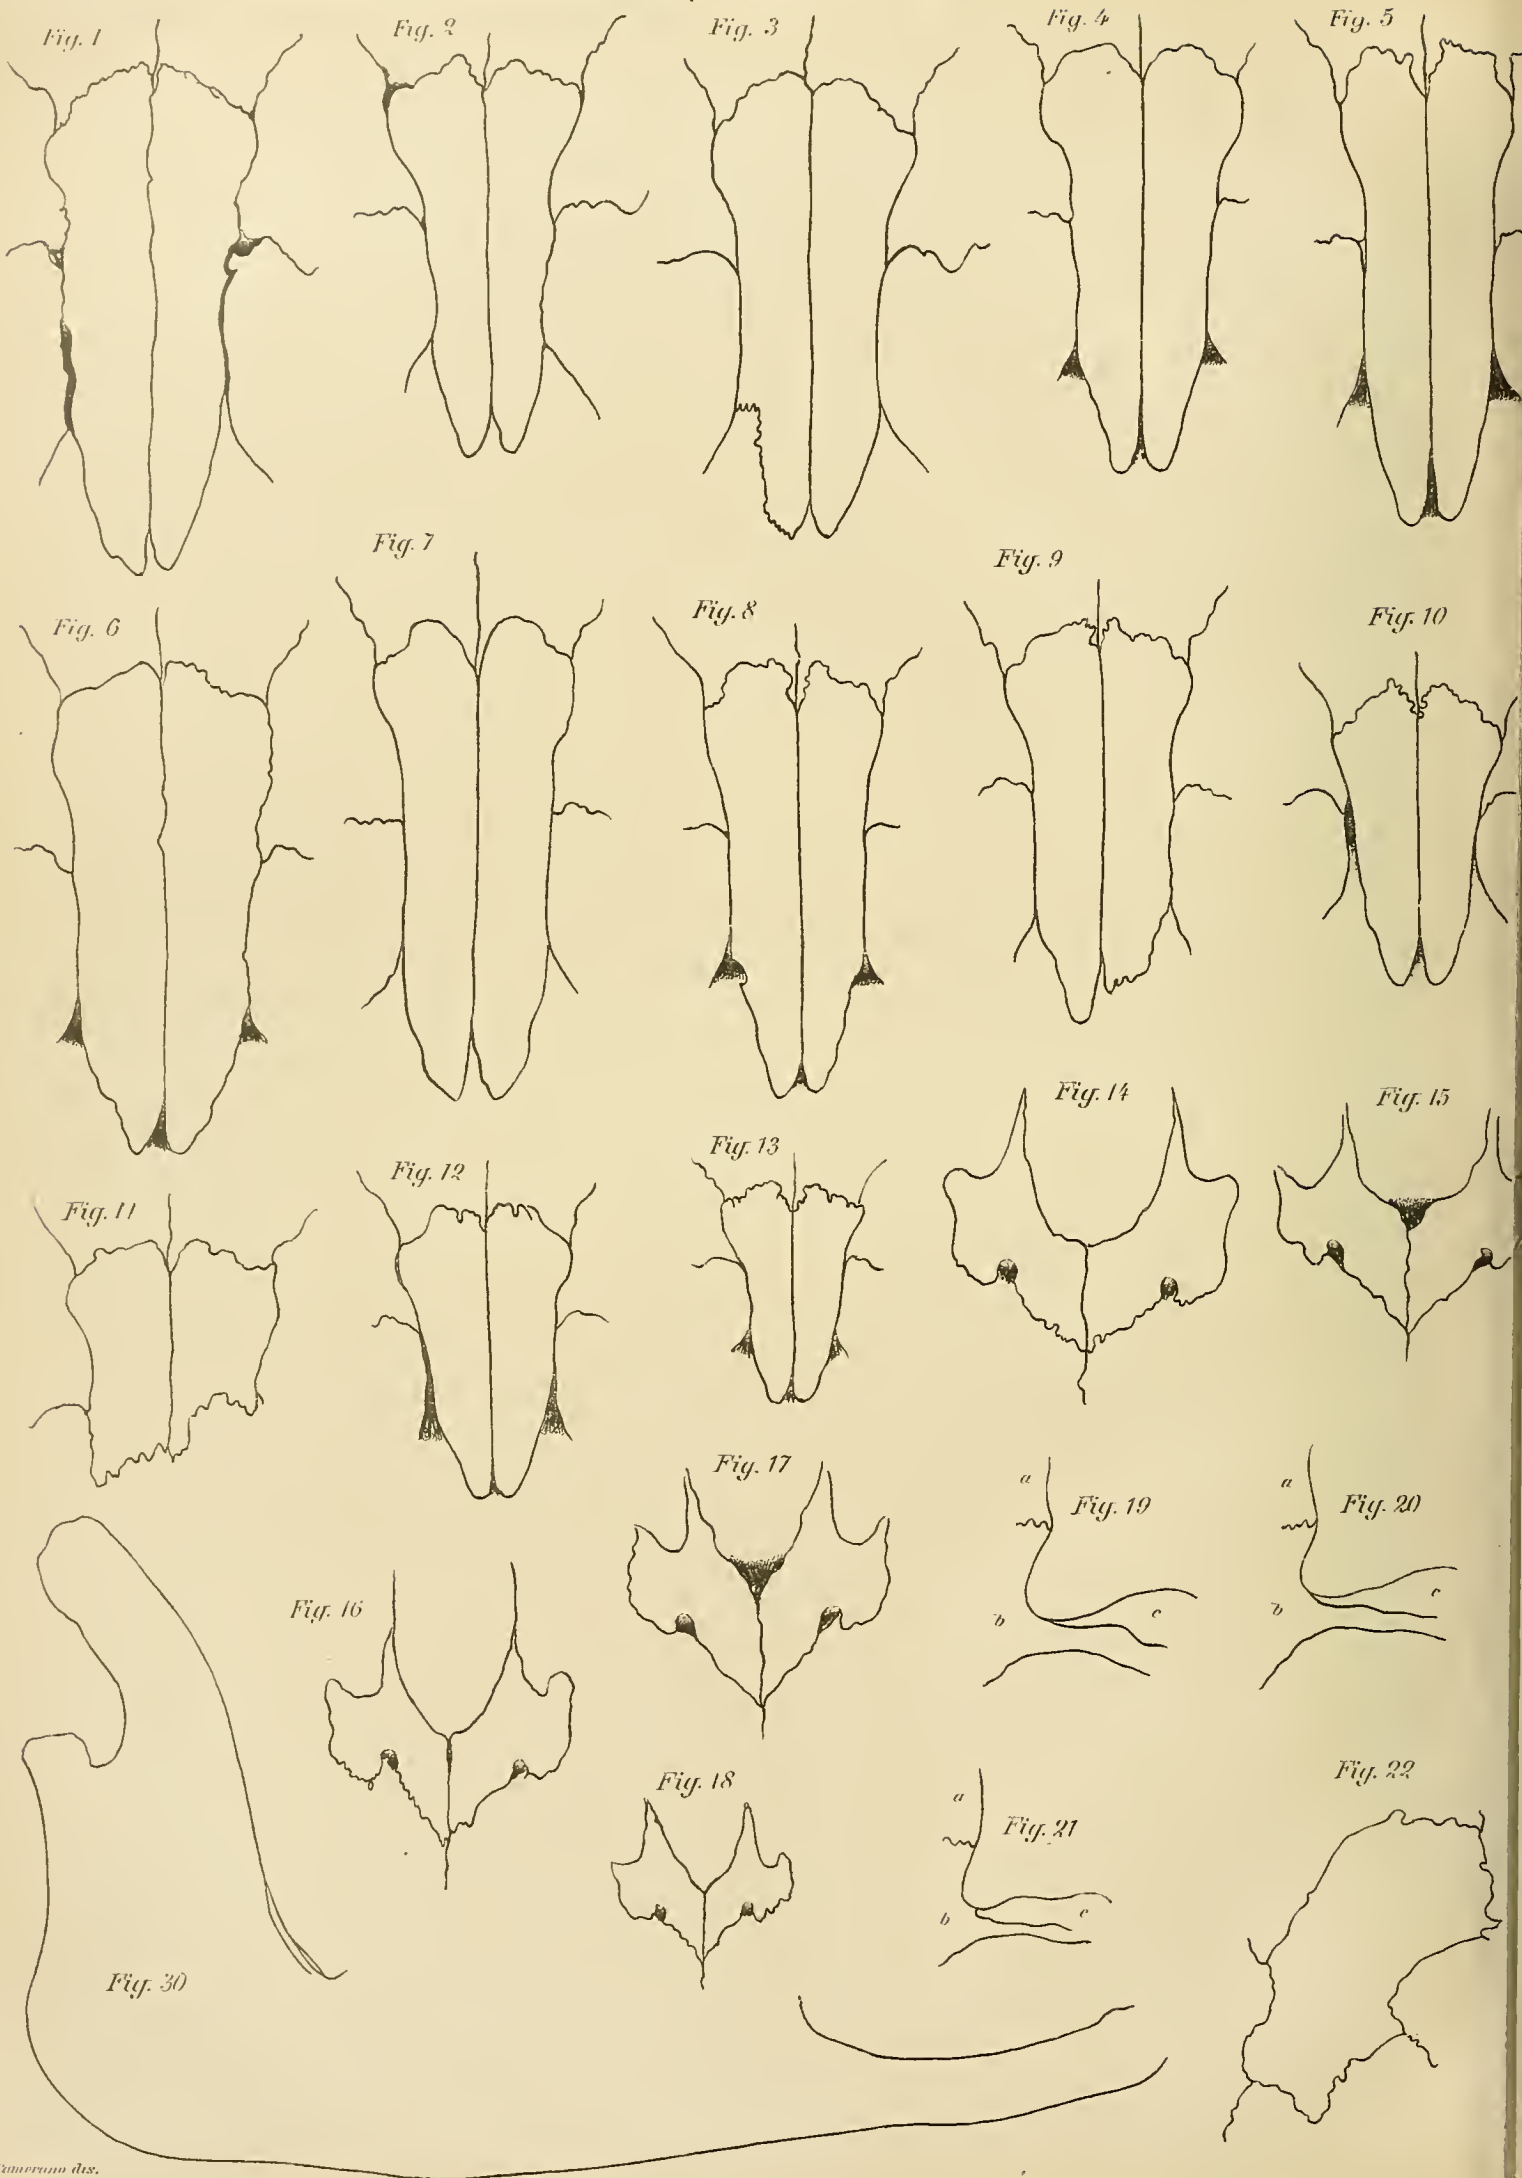 Fig. 1
Fig. 2
Fig. 3
Fig. 4
Fig. 5
Fig. 6
Fig. 7
Fig. 8
Fig. 9
Fig. 10
Fig. 11
Fig. 12
Fig. 13
Fig. 14
Fig. 15
Fig. 16
Fig. 17
Fig. 18
a
Fig. 19
b
c
a
Fig. 20
b
c
a
Fig. 21
b
c
Fig. 22
Fig. 30
Camerano dis.